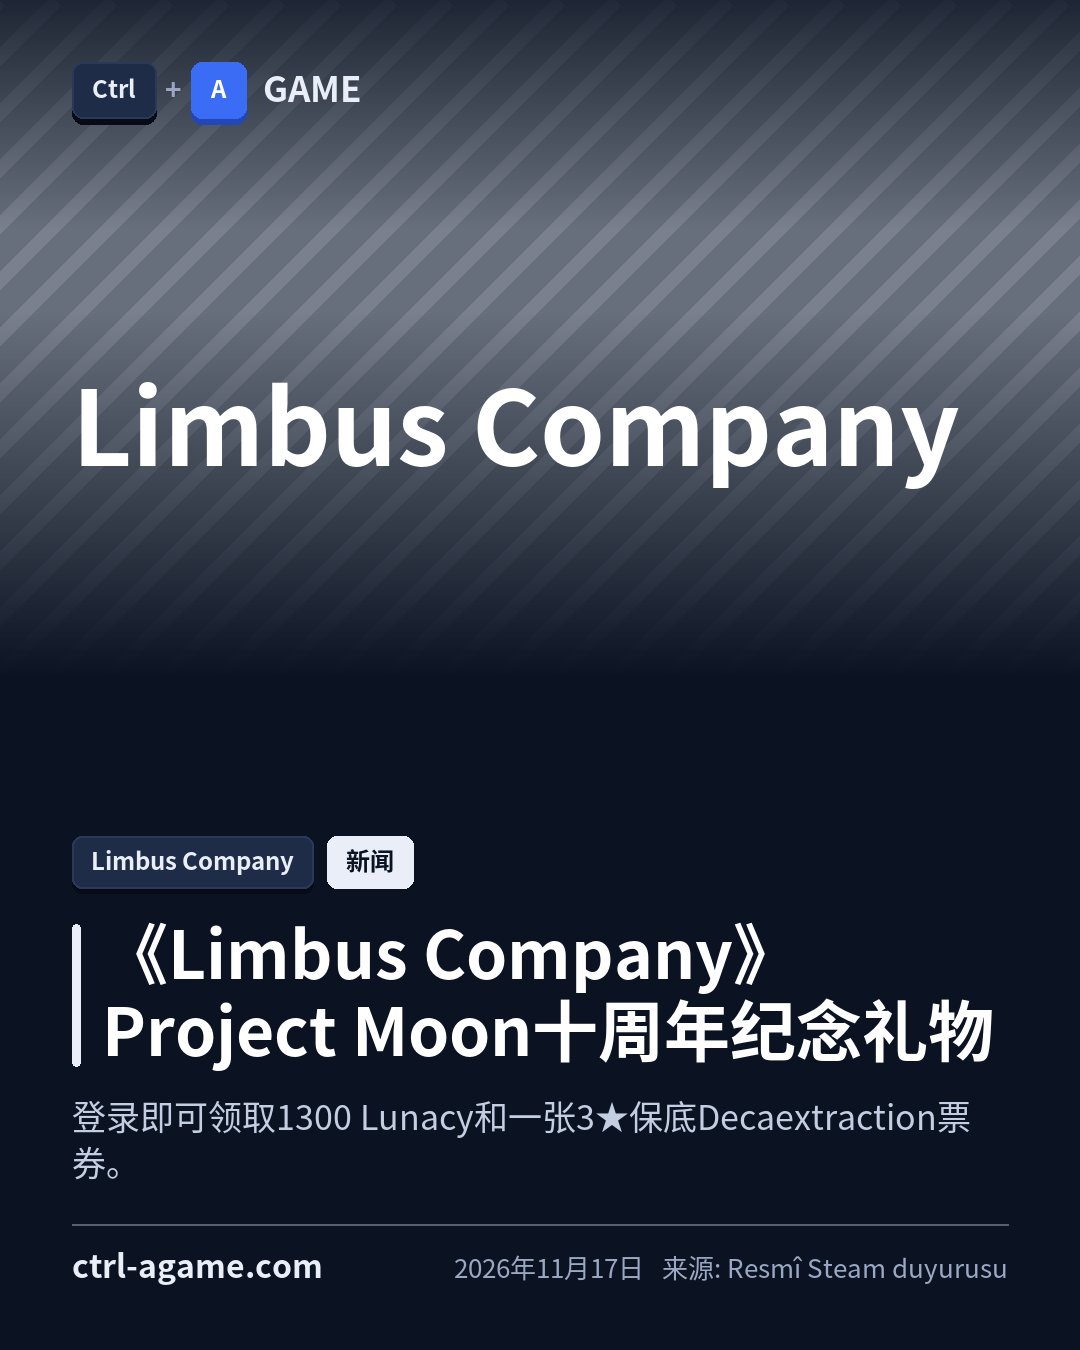 Ctrl + A GAME
Limbus Company
Limbus Company 新闻
《Limbus Company》
Project Moon十周年纪念礼物
登录即可领取1300 Lunacy和一张3★保底Decaextraction票
券。
ctrl-agame.com 2026年11月17日 来源: Resmî Steam duyurusu